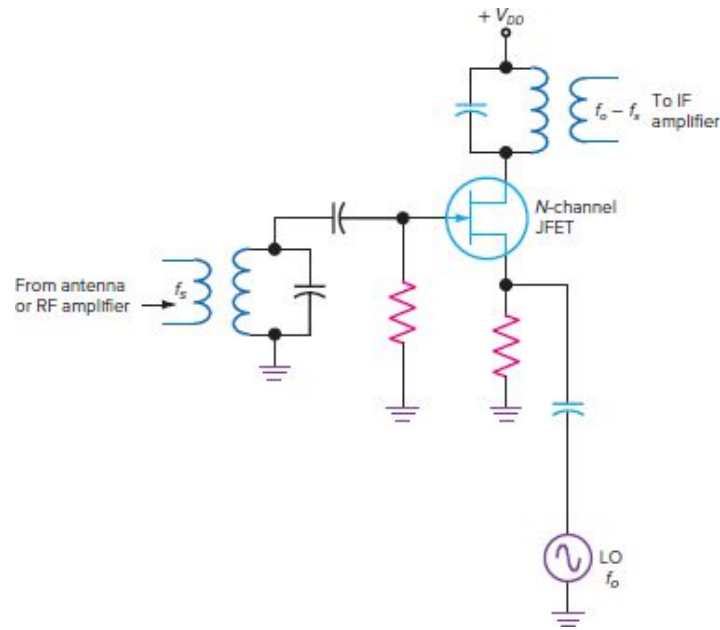 + V_DD
f_o – f_s
To IF
amplifier
N-channel
JFET
From antenna
or RF amplifier
f_s
LO
f_o